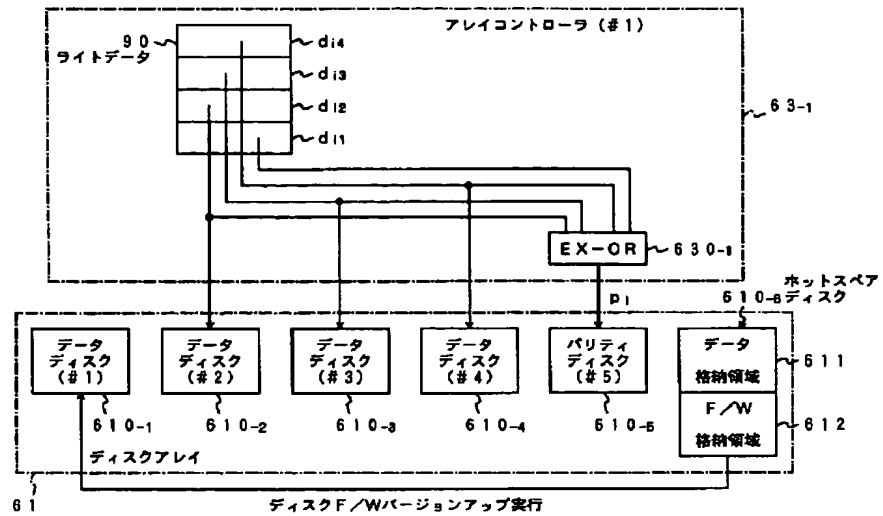 アレイコントローラ（＃１）
９０
ライトデータ
di4
di3
di2
di1
６３-1
ＥＸ－ＯＲ
６３０-1
Pi
ホットスペア
ディスク
６１０-6
データ
ディスク
（＃１）
６１０-1
データ
ディスク
（＃２）
６１０-2
データ
ディスク
（＃３）
６１０-3
データ
ディスク
（＃４）
６１０-4
パリティ
ディスク
（＃５）
６１０-5
データ
格納領域
６１１
Ｆ／Ｗ
格納領域
６１２
ディスクアレイ
６１
ディスクＦ／Ｗバージョンアップ実行